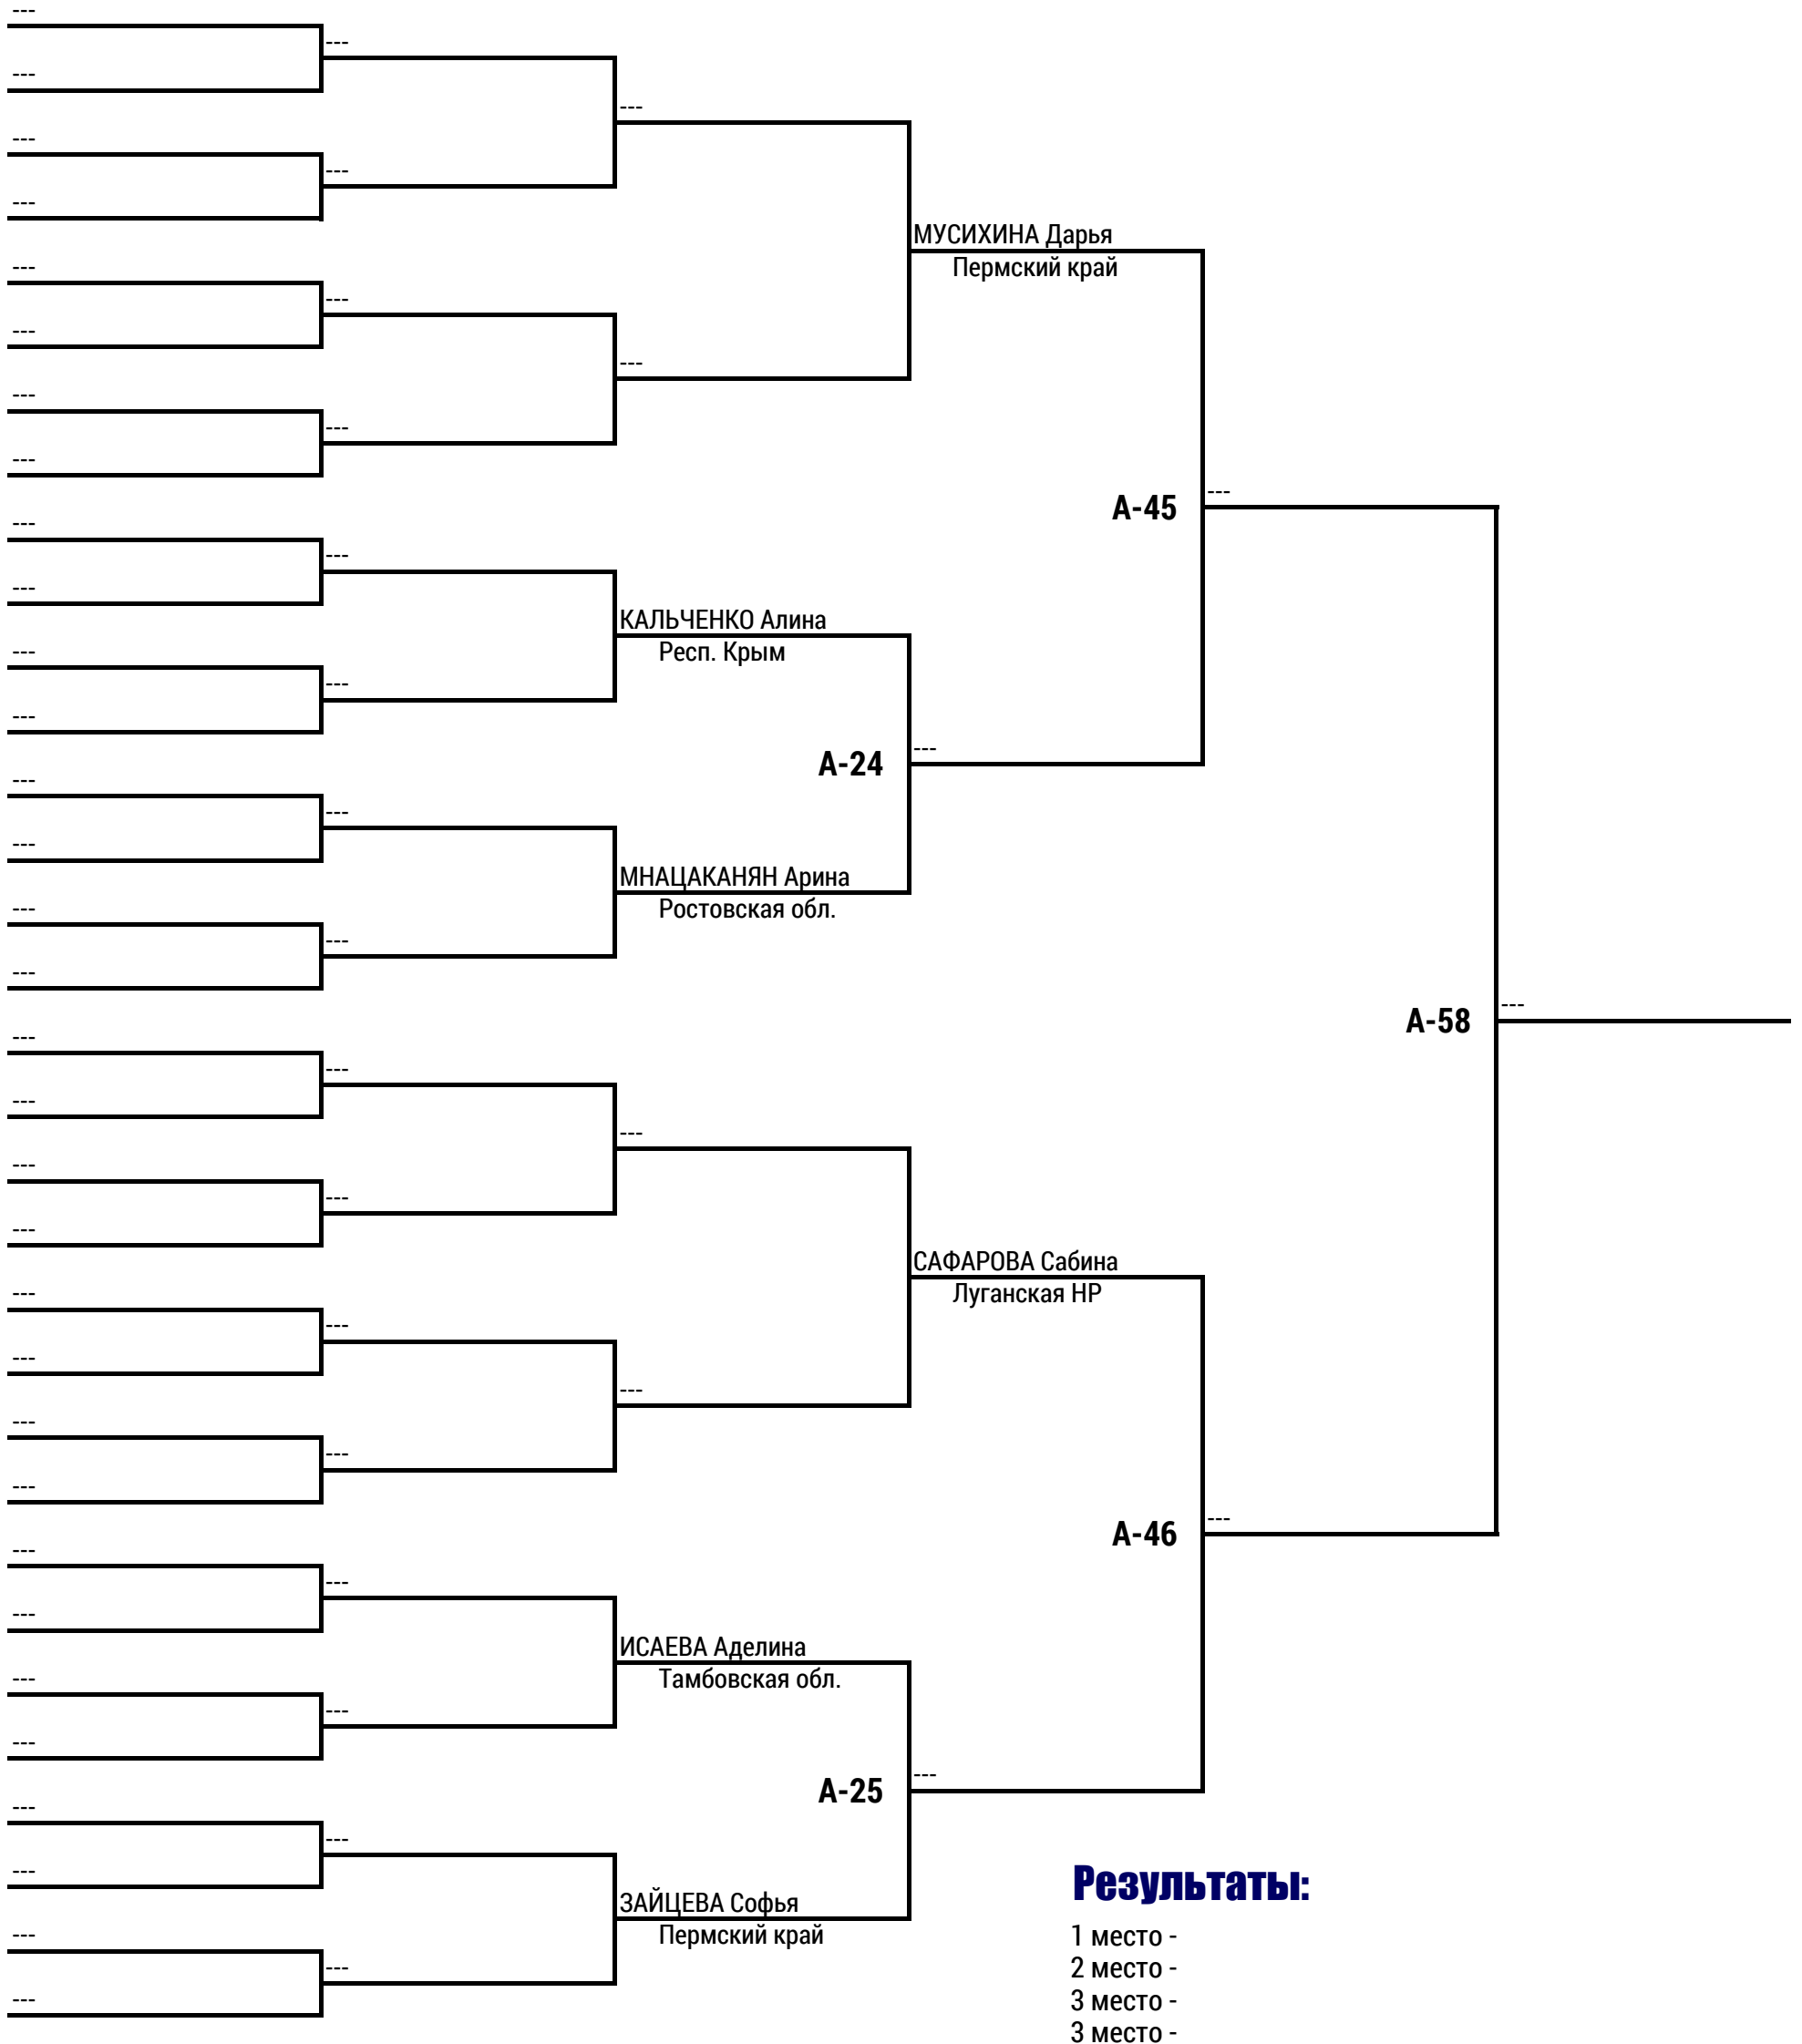 ---
---
---
---
---
---
---
МУСИХИНА Дарья
---
Пермский край
---
---
---
---
---
---
---
А-45
---
---
---
КАЛЬЧЕНКО Алина
---
Респ. Крым
---
---
---
А-24
---
---
---
МНАЦАКАНЯН Арина
---
Ростовская обл.
---
---
---
А-58
---
---
---
---
---
---
---
САФАРОВА Сабина
---
Луганская НР
---
---
---
---
---
---
---
А-46
---
---
---
ИСАЕВА Аделина
---
Тамбовская обл.
---
---
---
А-25
---
---
---
ЗАЙЦЕВА Софья
---
Пермский край
---
---
Результаты:
1 место -
2 место -
3 место -
3 место -